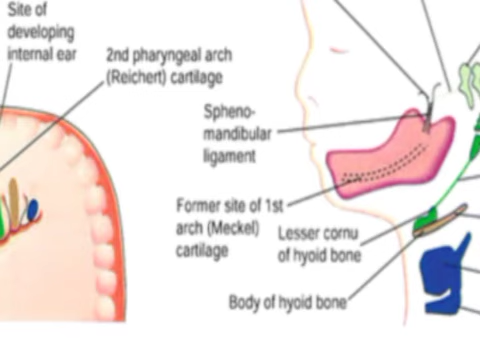 Site of
developing
internal ear
2nd pharyngeal arch
(Reichert) cartilage
Spheno-
mandibular
ligament
Former site of 1st
arch (Meckel)
cartilage
Lesser cornu
of hyoid bone
Body of hyoid bone